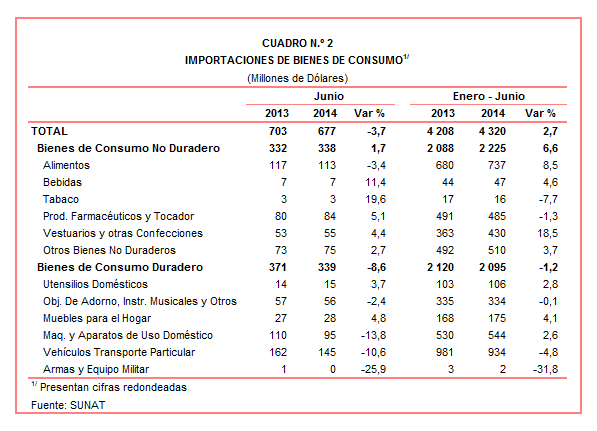 CUADRO N.º 2
IMPORTACIONES DE BIENES DE CONSUMO1/
(Millones de Dólares)
Junio Enero - Junio
2013 2014 Var % 2013 2014 Var %
TOTAL 703 677 -3,7 4 208 4 320 2,7
Bienes de Consumo No Duradero 332 338 1,7 2 088 2 225 6,6
Alimentos 117 113 -3,4 680 737 8,5
Bebidas 7 7 11,4 44 47 4,6
Tabaco 3 3 19,6 17 16 -7,7
Prod. Farmacéuticos y Tocador 80 84 5,1 491 485 -1,3
Vestuarios y otras Confecciones 53 55 4,4 363 430 18,5
Otros Bienes No Duraderos 73 75 2,7 492 510 3,7
Bienes de Consumo Duradero 371 339 -8,6 2 120 2 095 -1,2
Utensilios Domésticos 14 15 3,7 103 106 2,8
Obj. De Adorno, Instr. Musicales y Otros 57 56 -2,4 335 334 -0,1
Muebles para el Hogar 27 28 4,8 168 175 4,1
Maq. y Aparatos de Uso Doméstico 110 95 -13,8 530 544 2,6
Vehículos Transporte Particular 162 145 -10,6 981 934 -4,8
Armas y Equipo Militar 1 0 -25,9 3 2 -31,8
1/ Presentan cifras redondeadas
Fuente: SUNAT